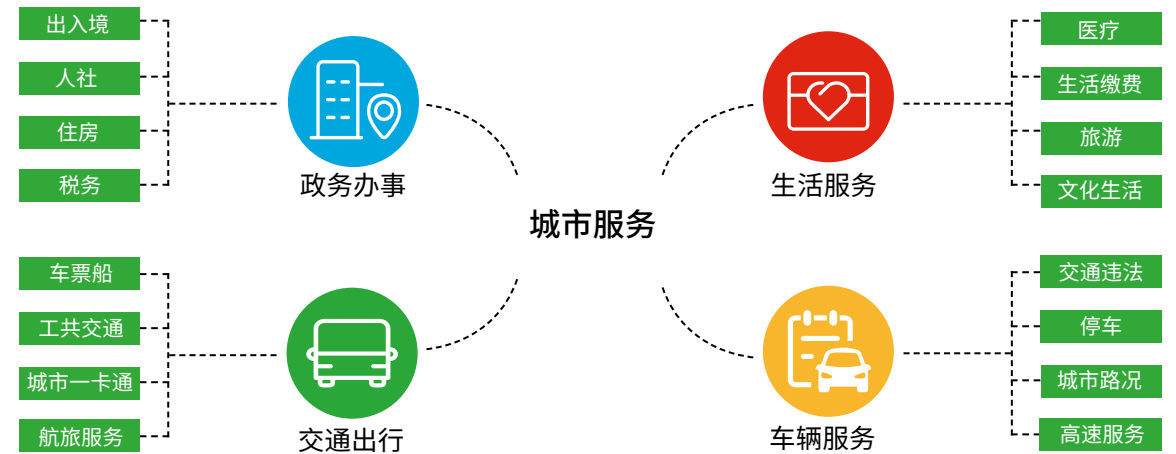 出入境
人社
住房
税务
政务办事
医疗
生活缴费
旅游
文化生活
生活服务
城市服务
车票船
工共交通
城市一卡通
航旅服务
交通出行
交通违法
停车
城市路况
高速服务
车辆服务